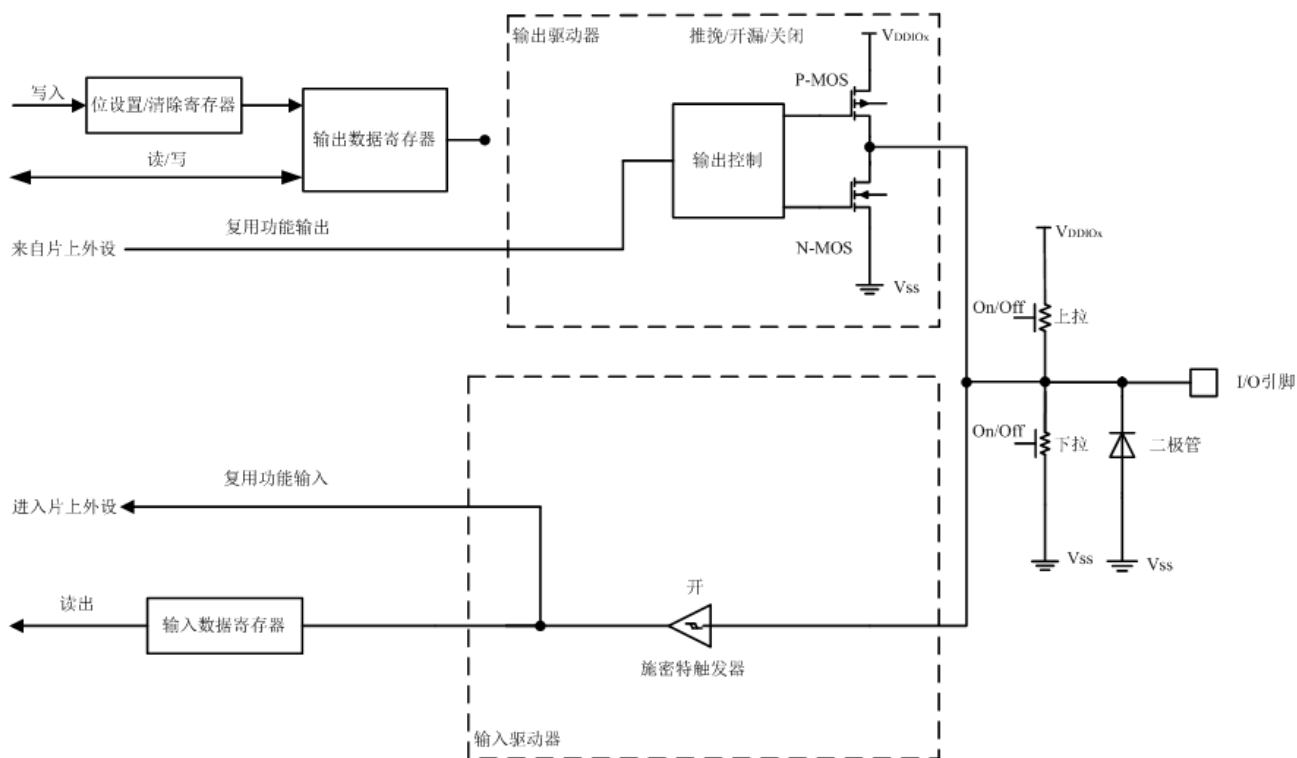 输出驱动器
推挽/开漏/关闭
VDDIOx
P-MOS
写入
位设置/清除寄存器
输出数据寄存器
读/写
输出控制
复用功能输出
来自片上外设
N-MOS
VSS
VDDIOx
On/Off
上拉
I/O引脚
On/Off
下拉
二极管
复用功能输入
进入片上外设
VSS
VSS
开
读出
输入数据寄存器
施密特触发器
输入驱动器